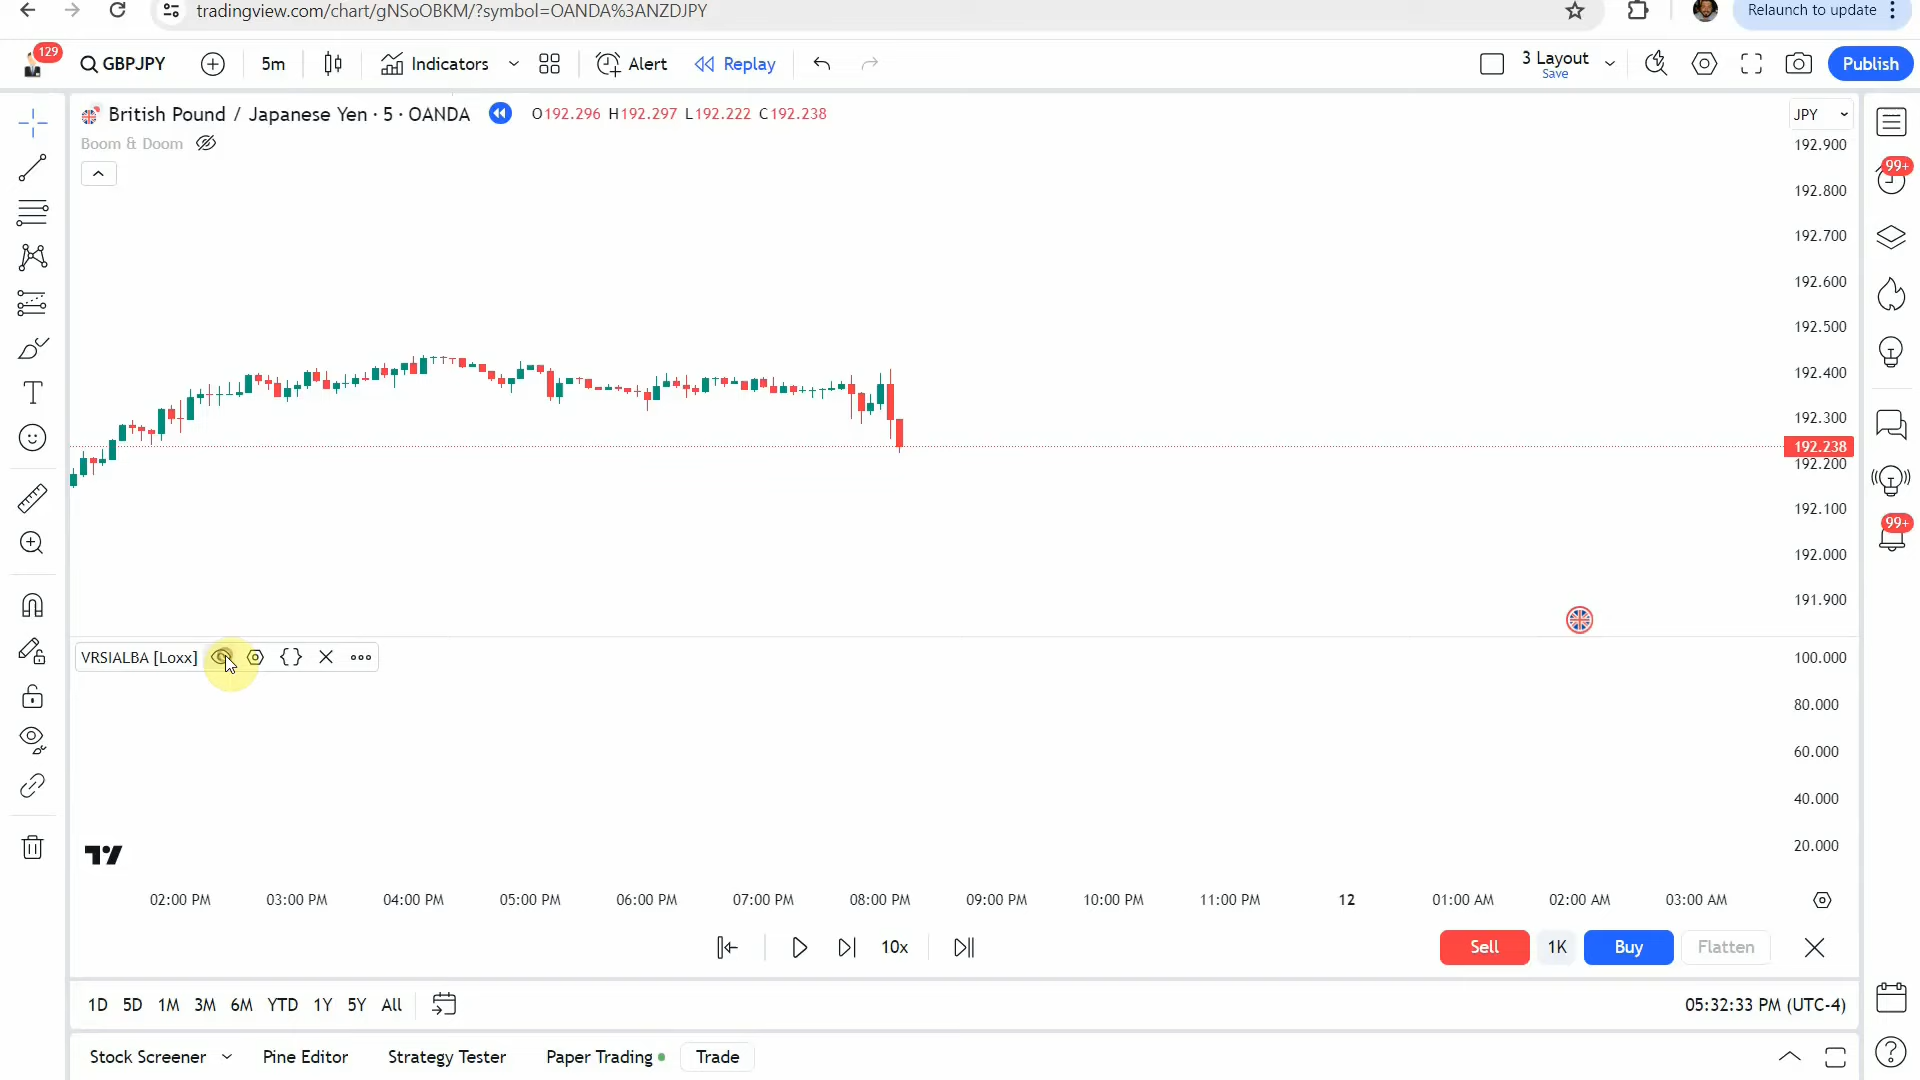 tradingview.com/chart/gNSoOBKM/?symbol=OANDA%3ANZDJPY
Relaunch to update
129
GBPJPY
5m
Indicators
Alert
Replay
3 Layout
Save
Publish
British Pound / Japanese Yen · 5 · OANDA
O192.296 H192.297 L192.222 C192.238
JPY
Boom & Doom
192.900
192.800
192.700
192.600
192.500
192.400
192.300
192.238
192.200
192.100
192.000
191.900
99+
99+
VRSIALBA [Loxx]
100.000
80.000
60.000
40.000
20.000
02:00 PM 03:00 PM 04:00 PM 05:00 PM 06:00 PM 07:00 PM 08:00 PM 09:00 PM 10:00 PM 11:00 PM 12 01:00 AM 02:00 AM 03:00 AM
10x
Sell
1K
Buy
Flatten
1D 5D 1M 3M 6M YTD 1Y 5Y All
05:32:33 PM (UTC-4)
Stock Screener
Pine Editor
Strategy Tester
Paper Trading
Trade